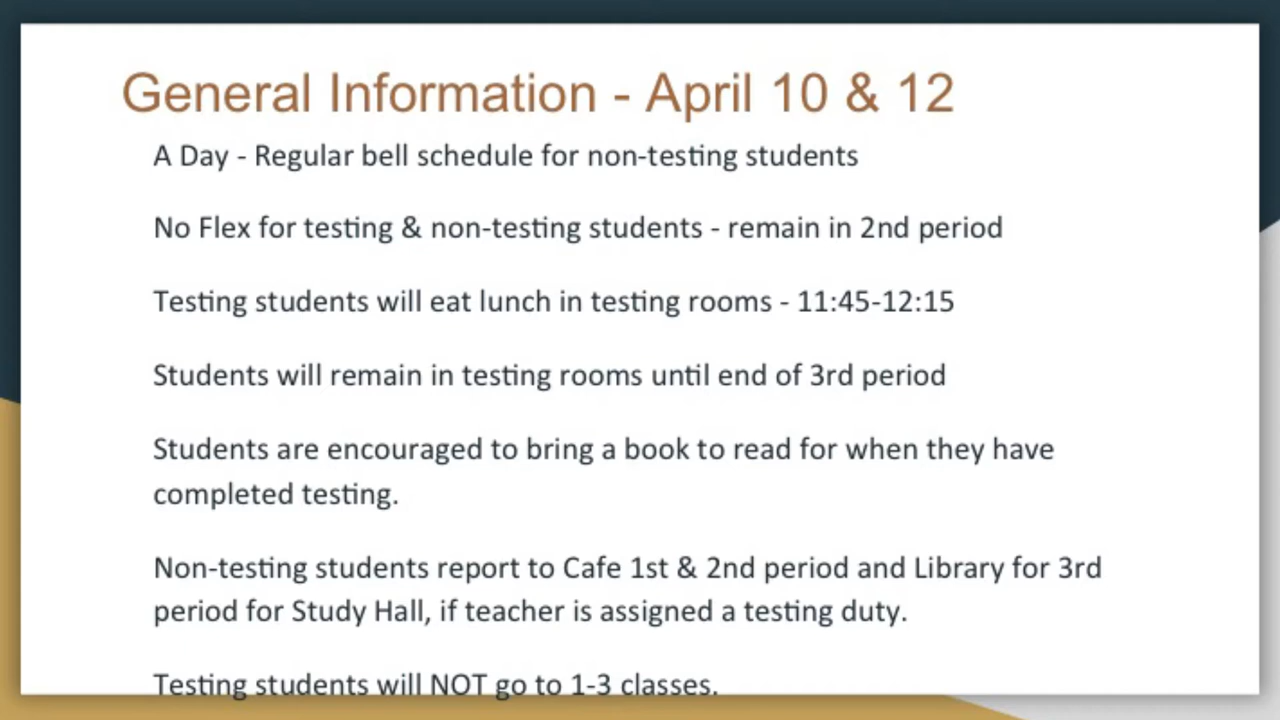 General Information - April 10 & 12
A Day - Regular bell schedule for non-testing students
No Flex for testing & non-testing students - remain in 2nd period
Testing students will eat lunch in testing rooms - 11:45-12:15
Students will remain in testing rooms until end of 3rd period
Students are encouraged to bring a book to read for when they have
completed testing.
Non-testing students report to Cafe 1st & 2nd period and Library for 3rd
period for Study Hall, if teacher is assigned a testing duty.
Testing students will NOT go to 1-3 classes.